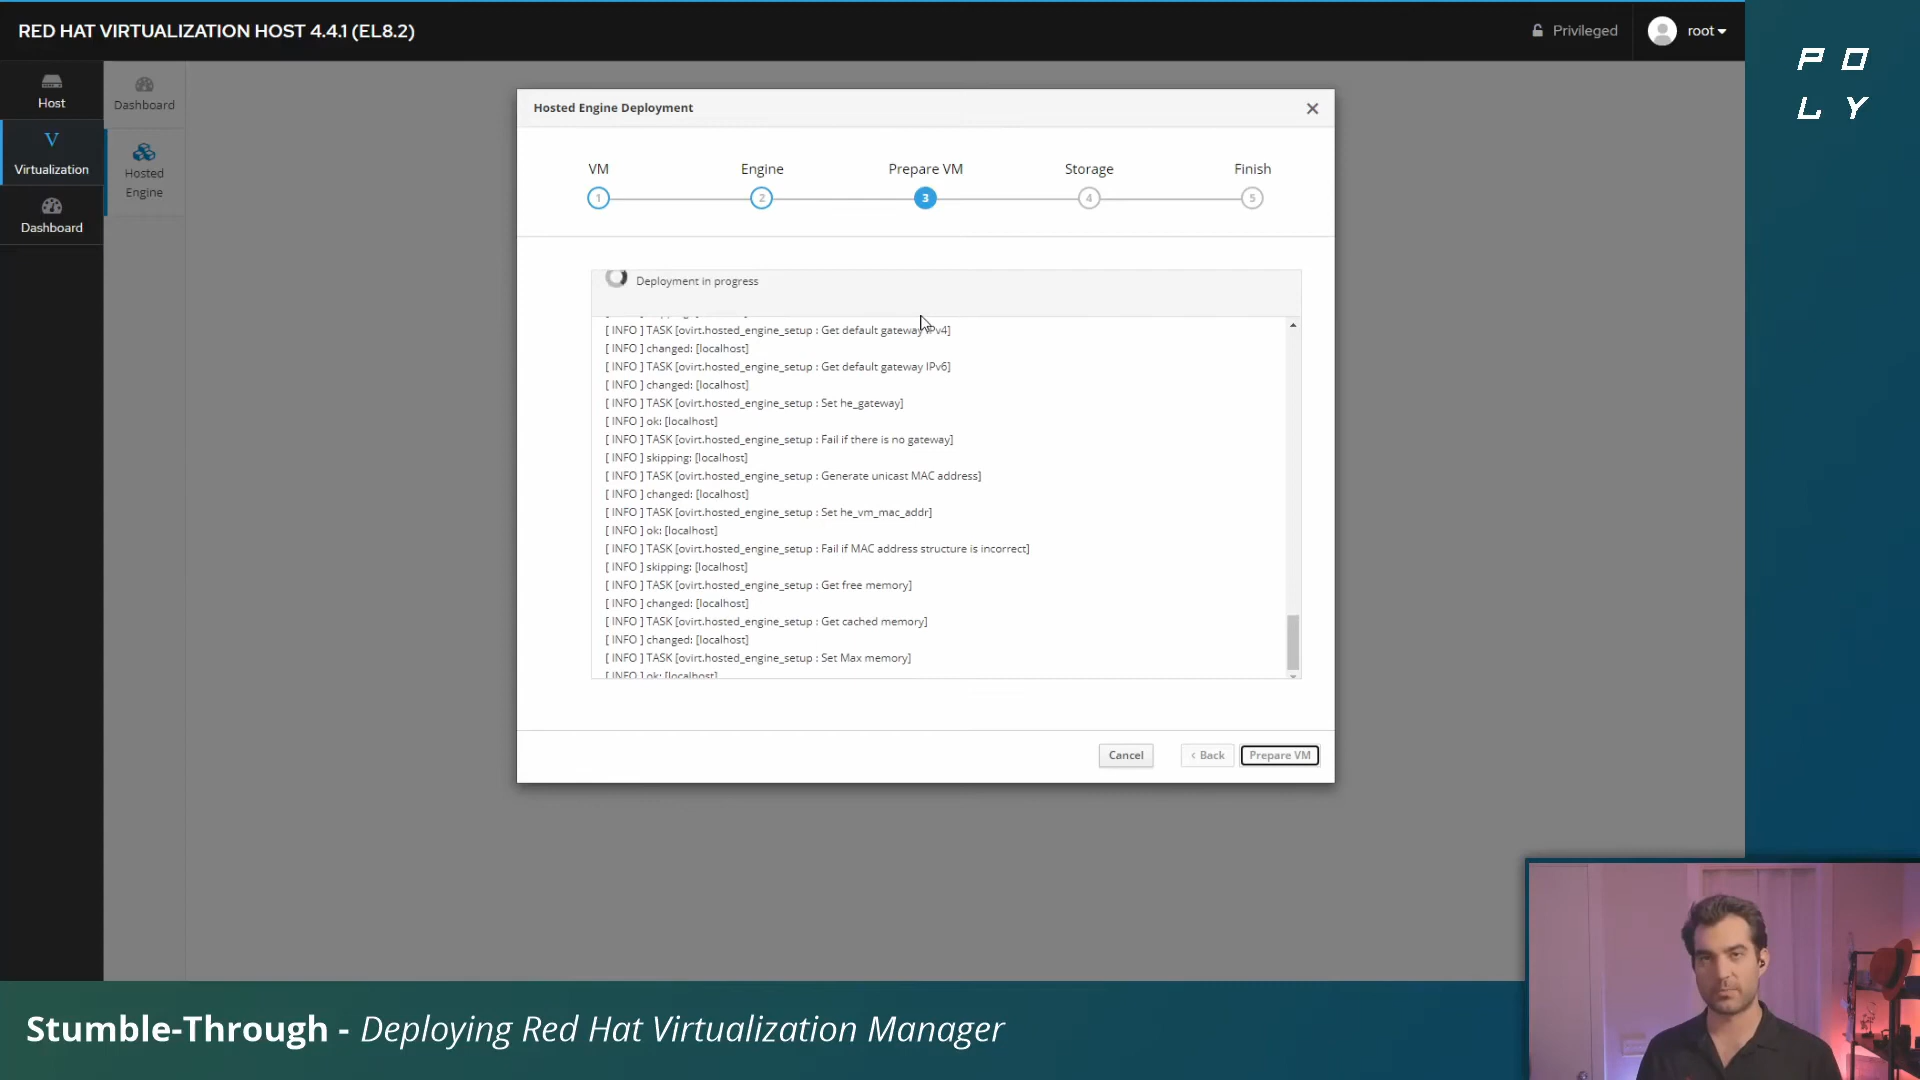 RED HAT VIRTUALIZATION HOST 4.4.1 (EL8.2)
Privileged
root
PO
LY
Host
V
Virtualization
Dashboard
Dashboard
Hosted
Engine
Hosted Engine Deployment
VM
Engine
Prepare VM
Storage
Finish
1
2
3
4
5
Deployment in progress
[ INFO ] TASK [ovirt.hosted_engine_setup : Get default gateway IPv4]
[ INFO ] changed: [localhost]
[ INFO ] TASK [ovirt.hosted_engine_setup : Get default gateway IPv6]
[ INFO ] changed: [localhost]
[ INFO ] TASK [ovirt.hosted_engine_setup : Set he_gateway]
[ INFO ] ok: [localhost]
[ INFO ] TASK [ovirt.hosted_engine_setup : Fail if there is no gateway]
[ INFO ] skipping: [localhost]
[ INFO ] TASK [ovirt.hosted_engine_setup : Generate unicast MAC address]
[ INFO ] changed: [localhost]
[ INFO ] TASK [ovirt.hosted_engine_setup : Set he_vm_mac_addr]
[ INFO ] ok: [localhost]
[ INFO ] TASK [ovirt.hosted_engine_setup : Fail if MAC address structure is incorrect]
[ INFO ] skipping: [localhost]
[ INFO ] TASK [ovirt.hosted_engine_setup : Get free memory]
[ INFO ] changed: [localhost]
[ INFO ] TASK [ovirt.hosted_engine_setup : Get cached memory]
[ INFO ] changed: [localhost]
[ INFO ] TASK [ovirt.hosted_engine_setup : Set Max memory]
[ INFO ] ok: [localhost]
Cancel
< Back
Prepare VM
Stumble-Through - Deploying Red Hat Virtualization Manager